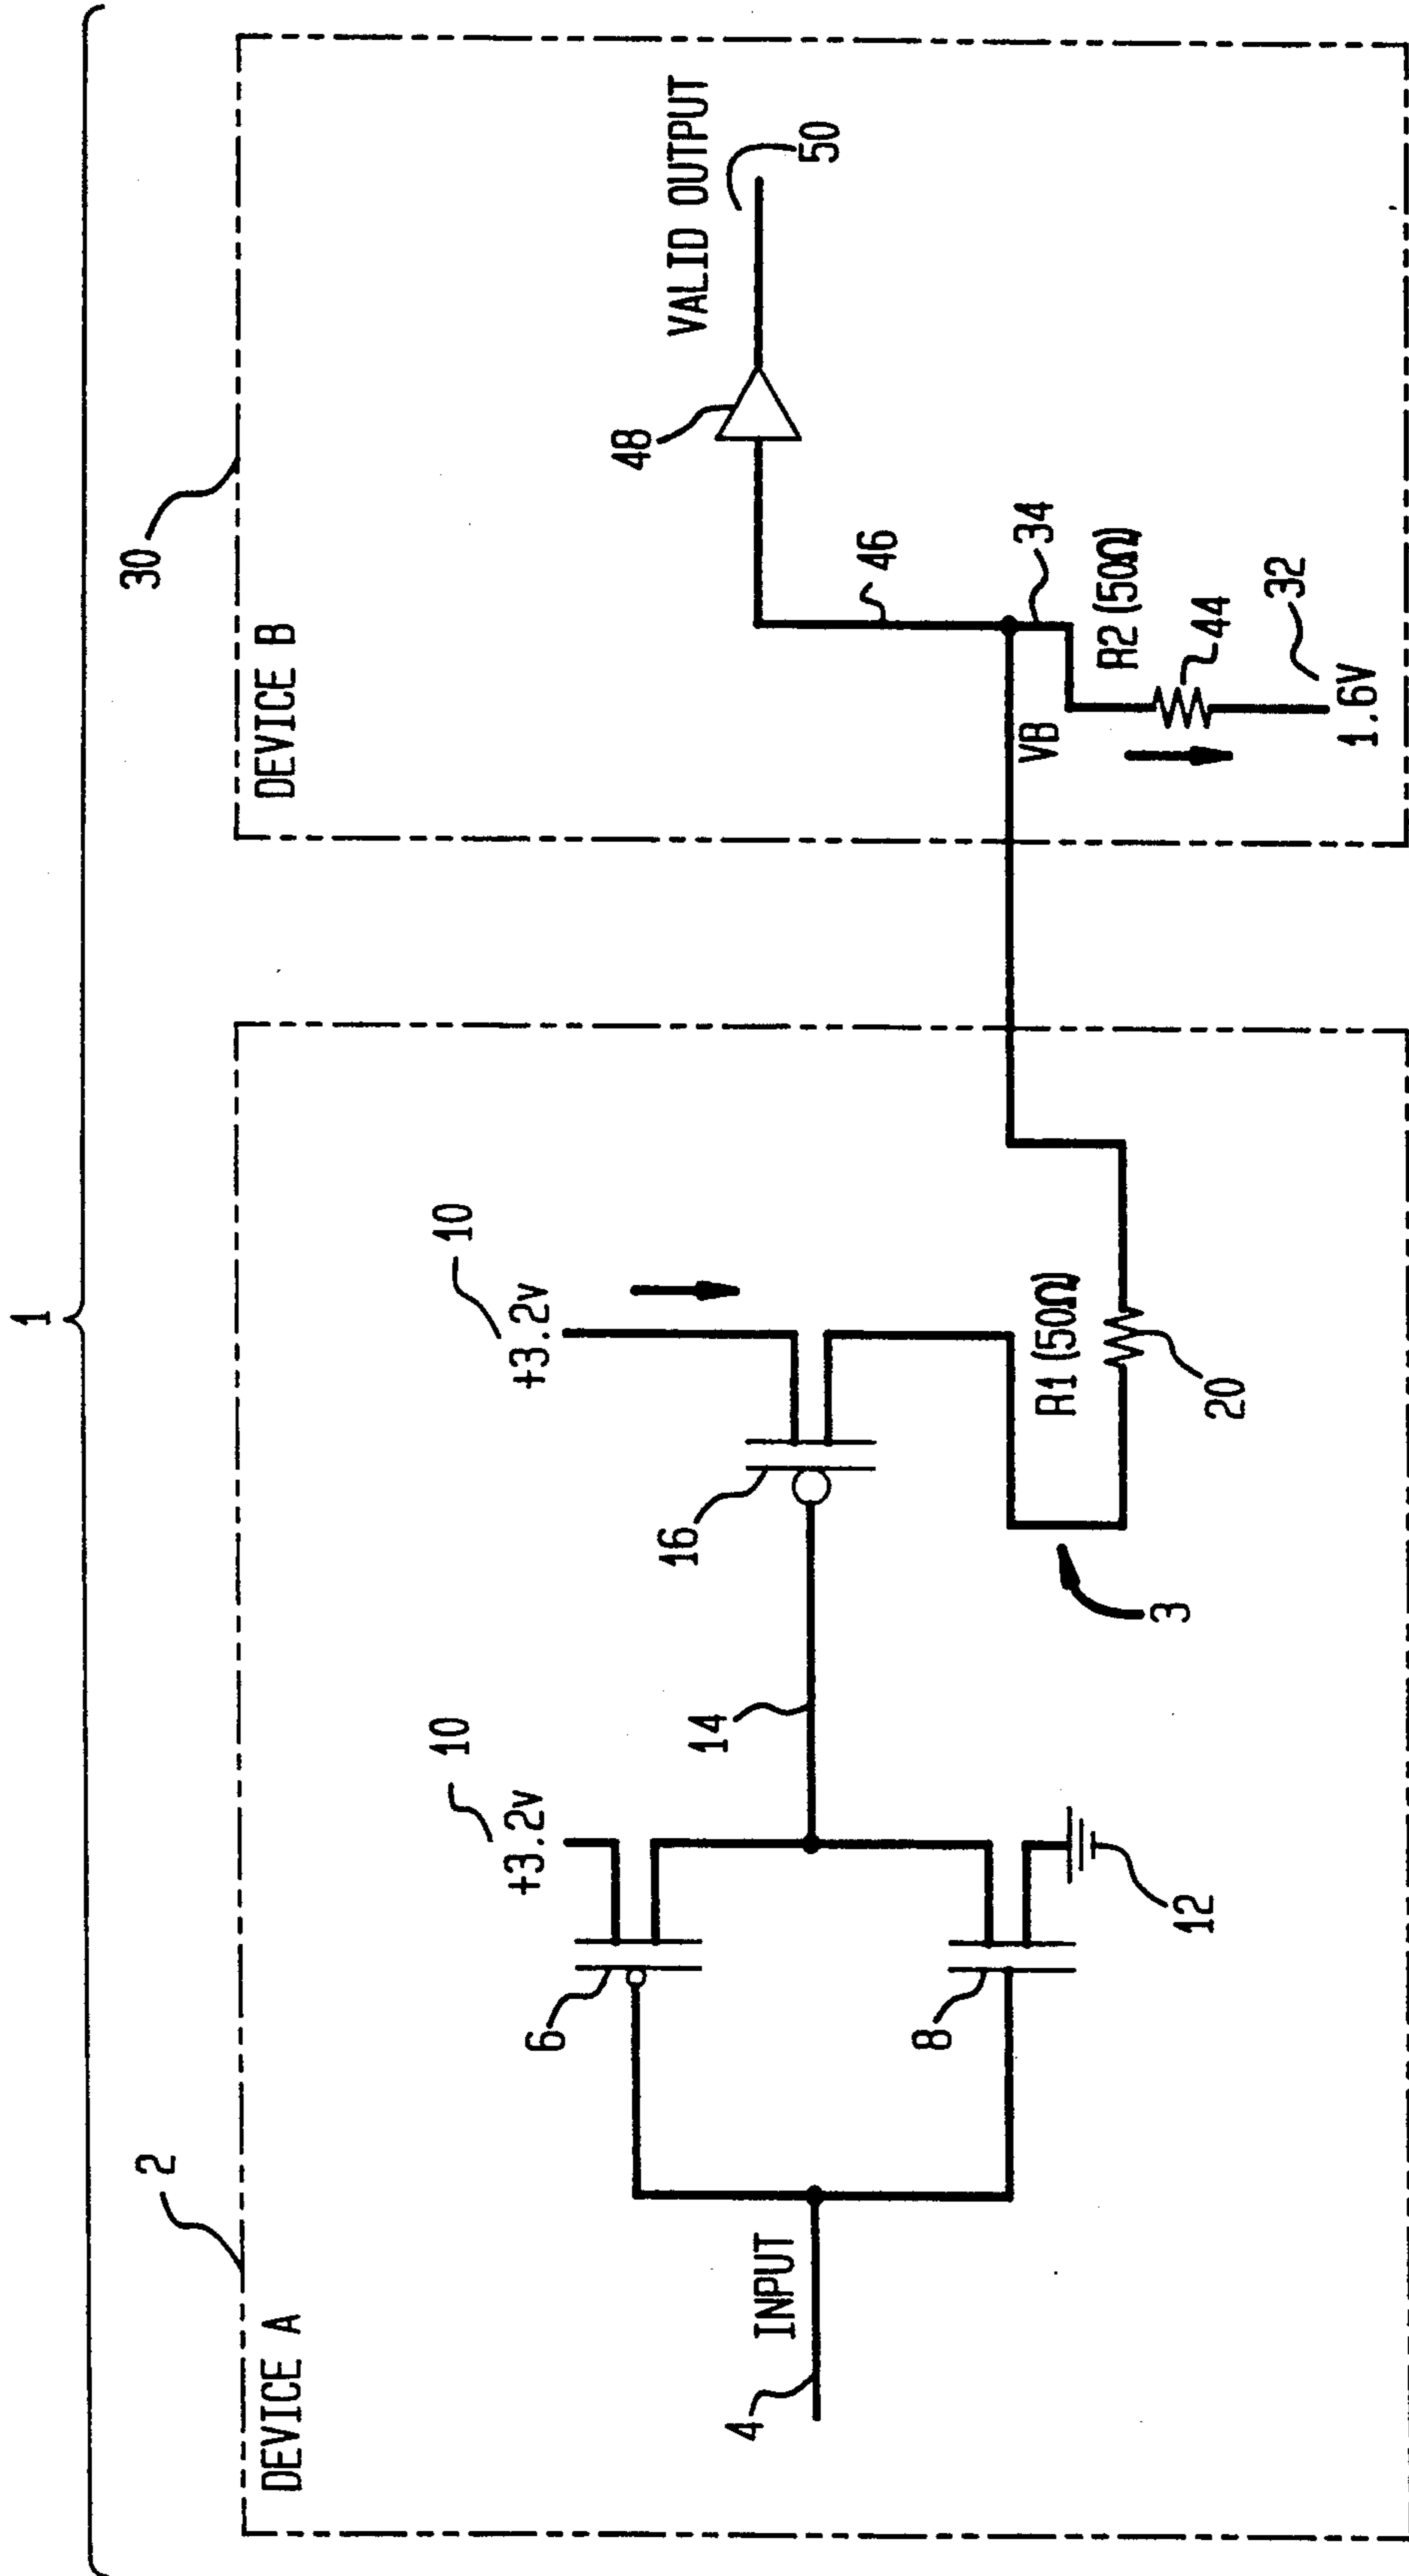 1
2
30
DEVICE A
DEVICE B
10
+3.2v
10
+3.2v
6
14
16
48
VALID OUTPUT
50
4
INPUT
8
12
3
R1 (50Ω)
20
46
34
VB
R2 (50Ω)
44
32
1.6V